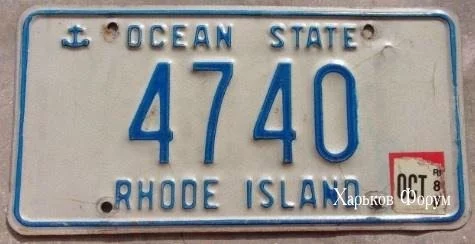 OCEAN STATE
4740
RI
OCT 8
RHODE ISLAND
Харьков Форум